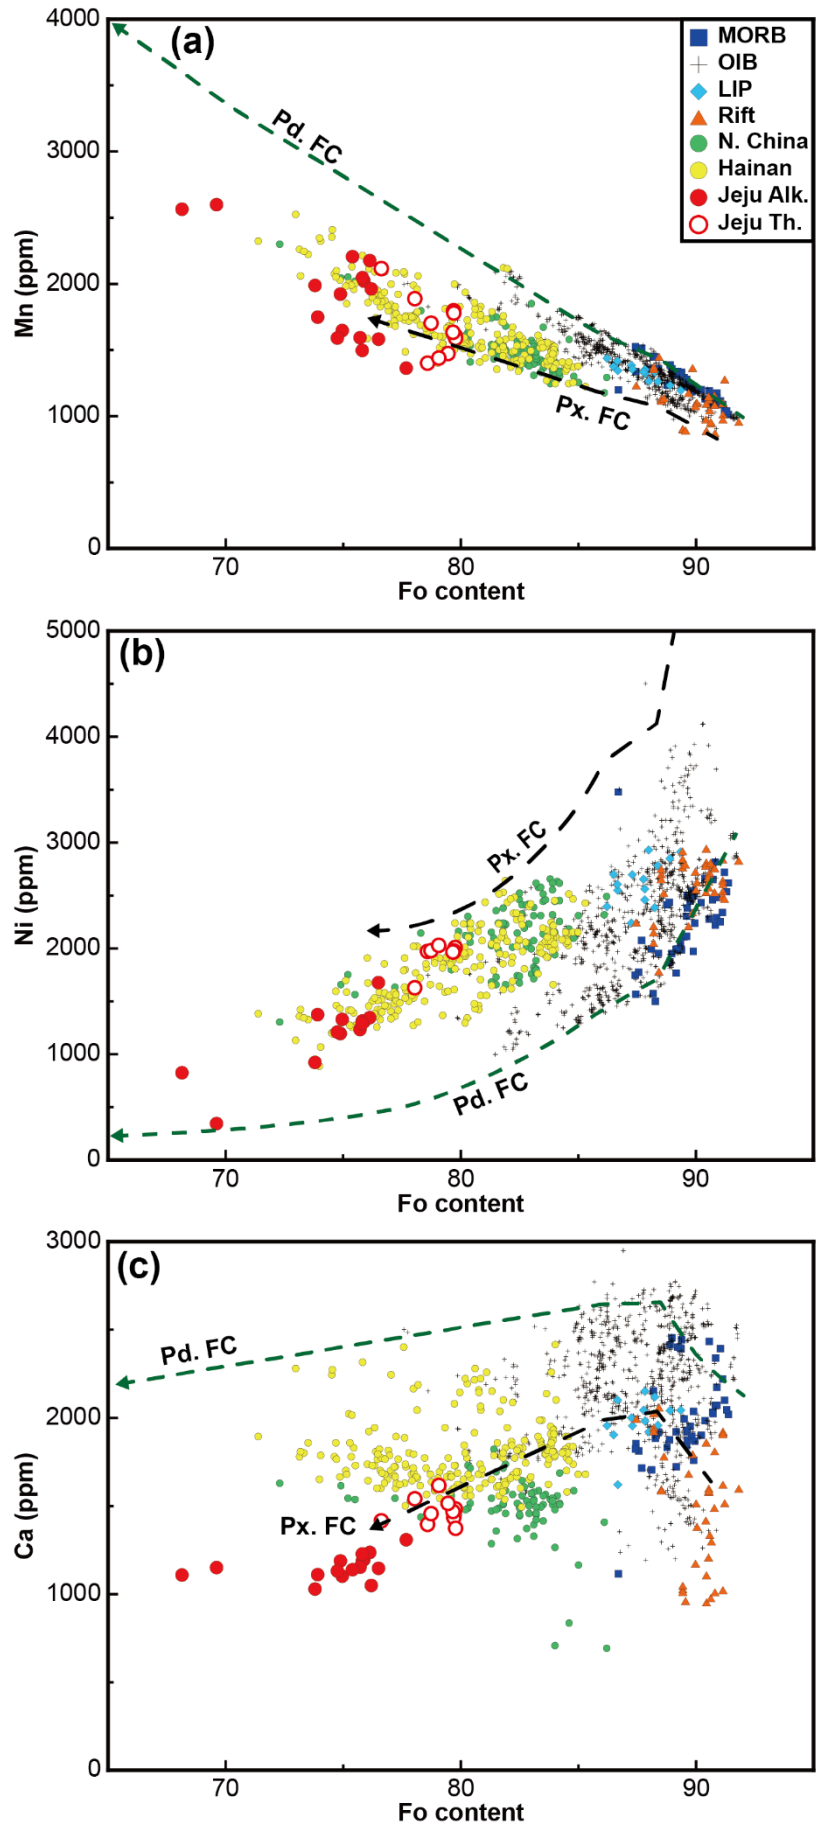 (a)
4000
3000
2000
1000
0
Mn (ppm)
Pd. FC
Px. FC
MORB
OIB
LIP
Rift
N. China
Hainan
Jeju Alk.
Jeju Th.
70 80 90
Fo content
(b)
5000
4000
3000
2000
1000
0
Ni (ppm)
Px. FC
Pd. FC
70 80 90
Fo content
(c)
3000
2000
1000
0
Ca (ppm)
Pd. FC
Px. FC
70 80 90
Fo content